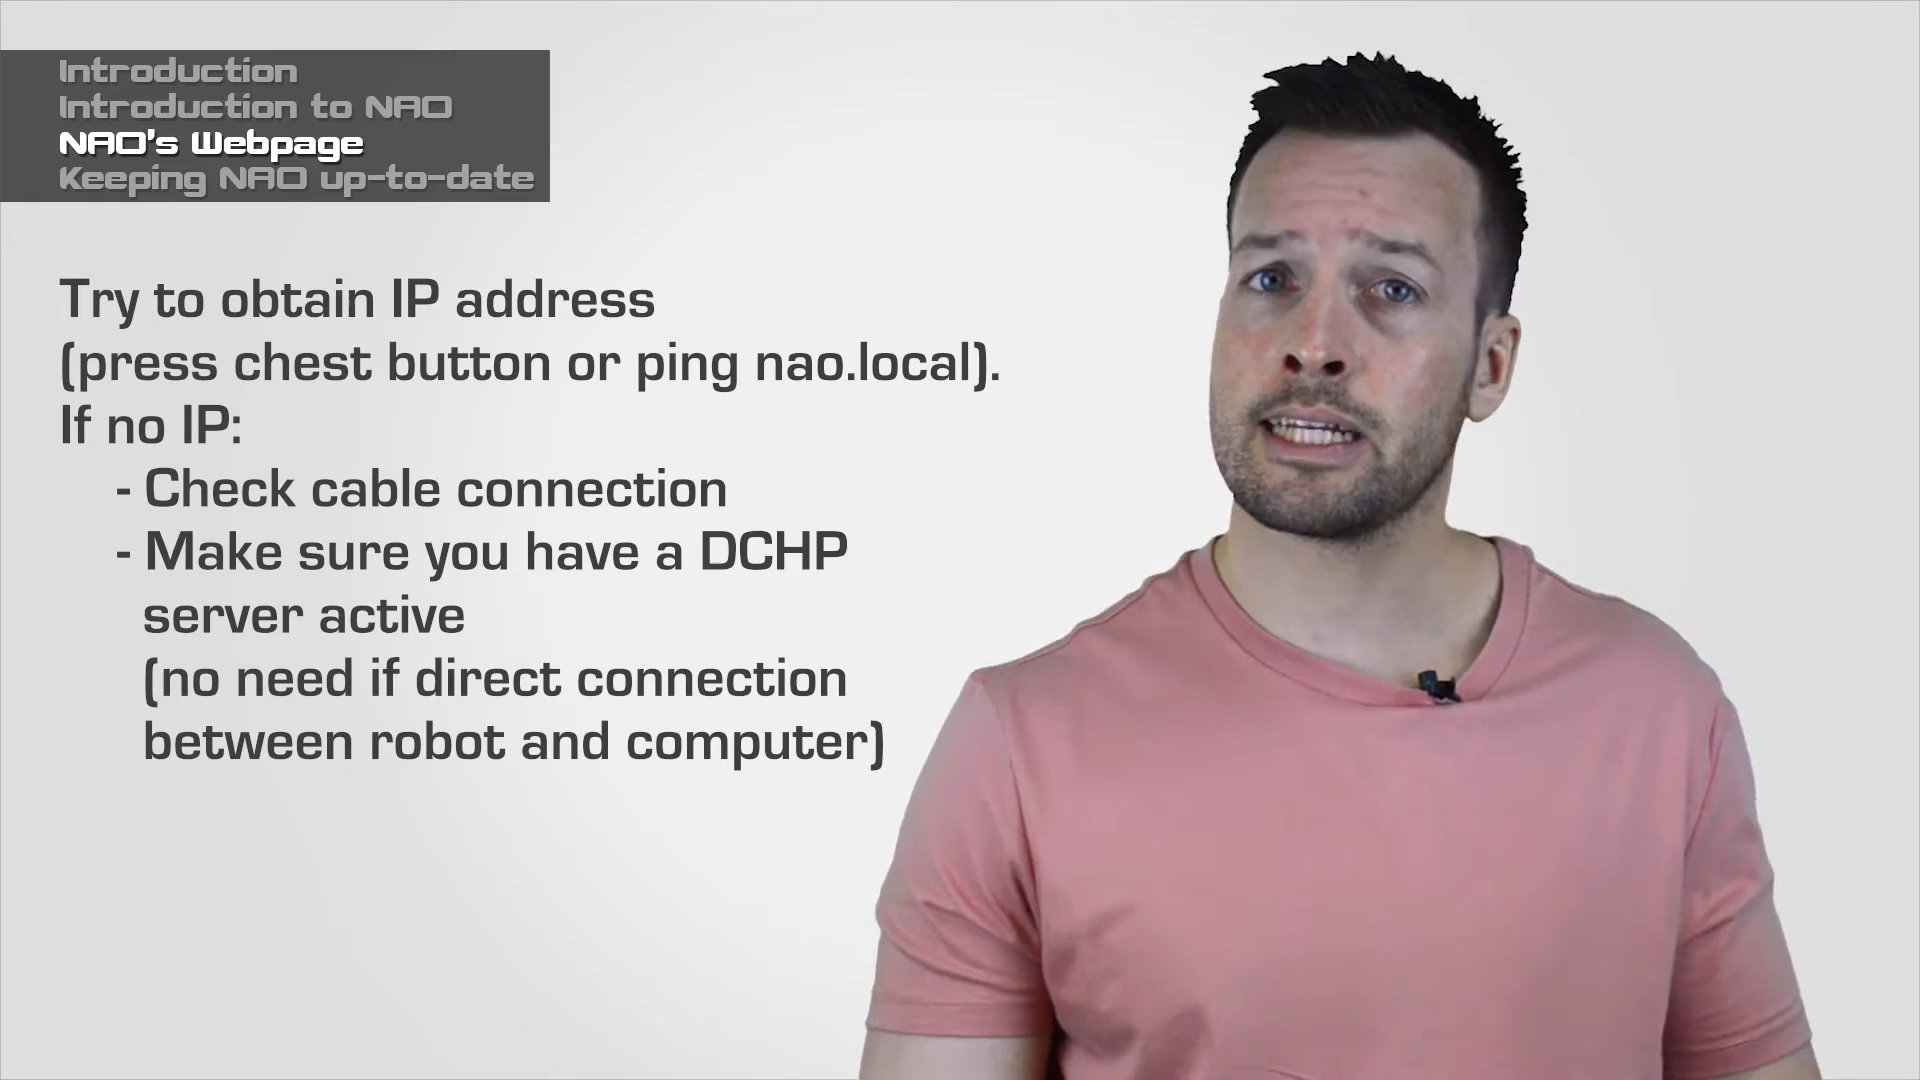 Introduction
Introduction to NAO
NAO's Webpage
Keeping NAO up-to-date
Try to obtain IP address
(press chest button or ping nao.local).
If no IP:
- Check cable connection
- Make sure you have a DCHP
server active
(no need if direct connection
between robot and computer)